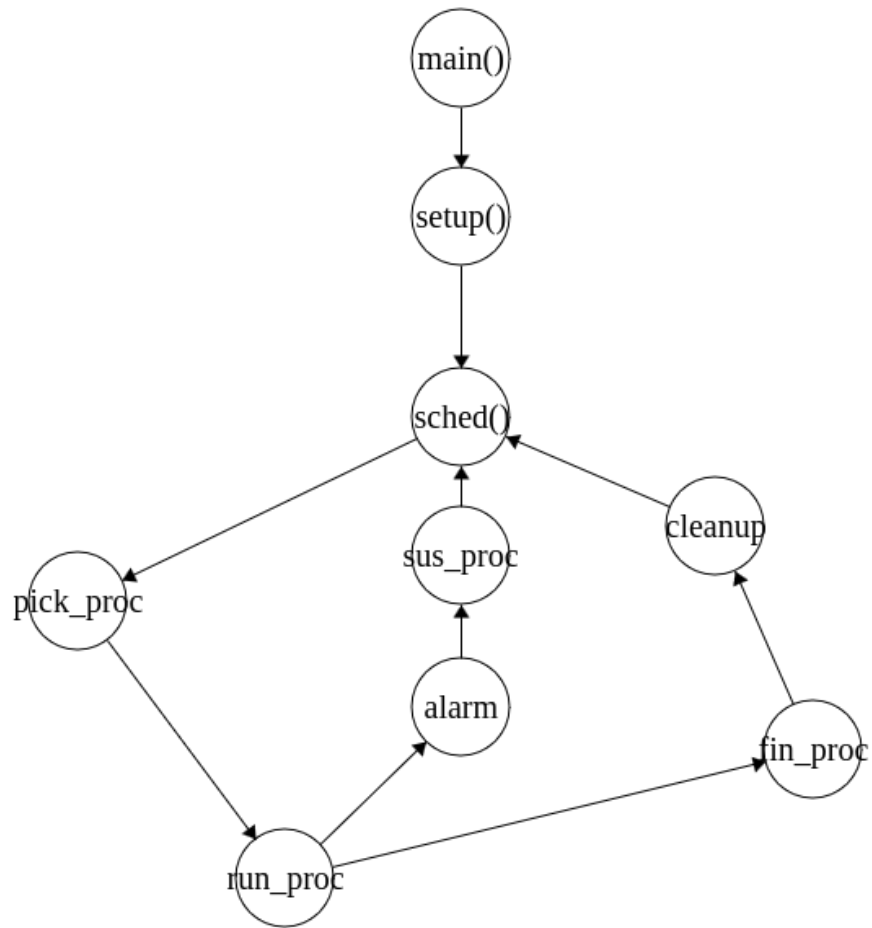 main()
setup()
sched()
cleanup
sus_proc
pick_proc
alarm
fin_proc
run_proc